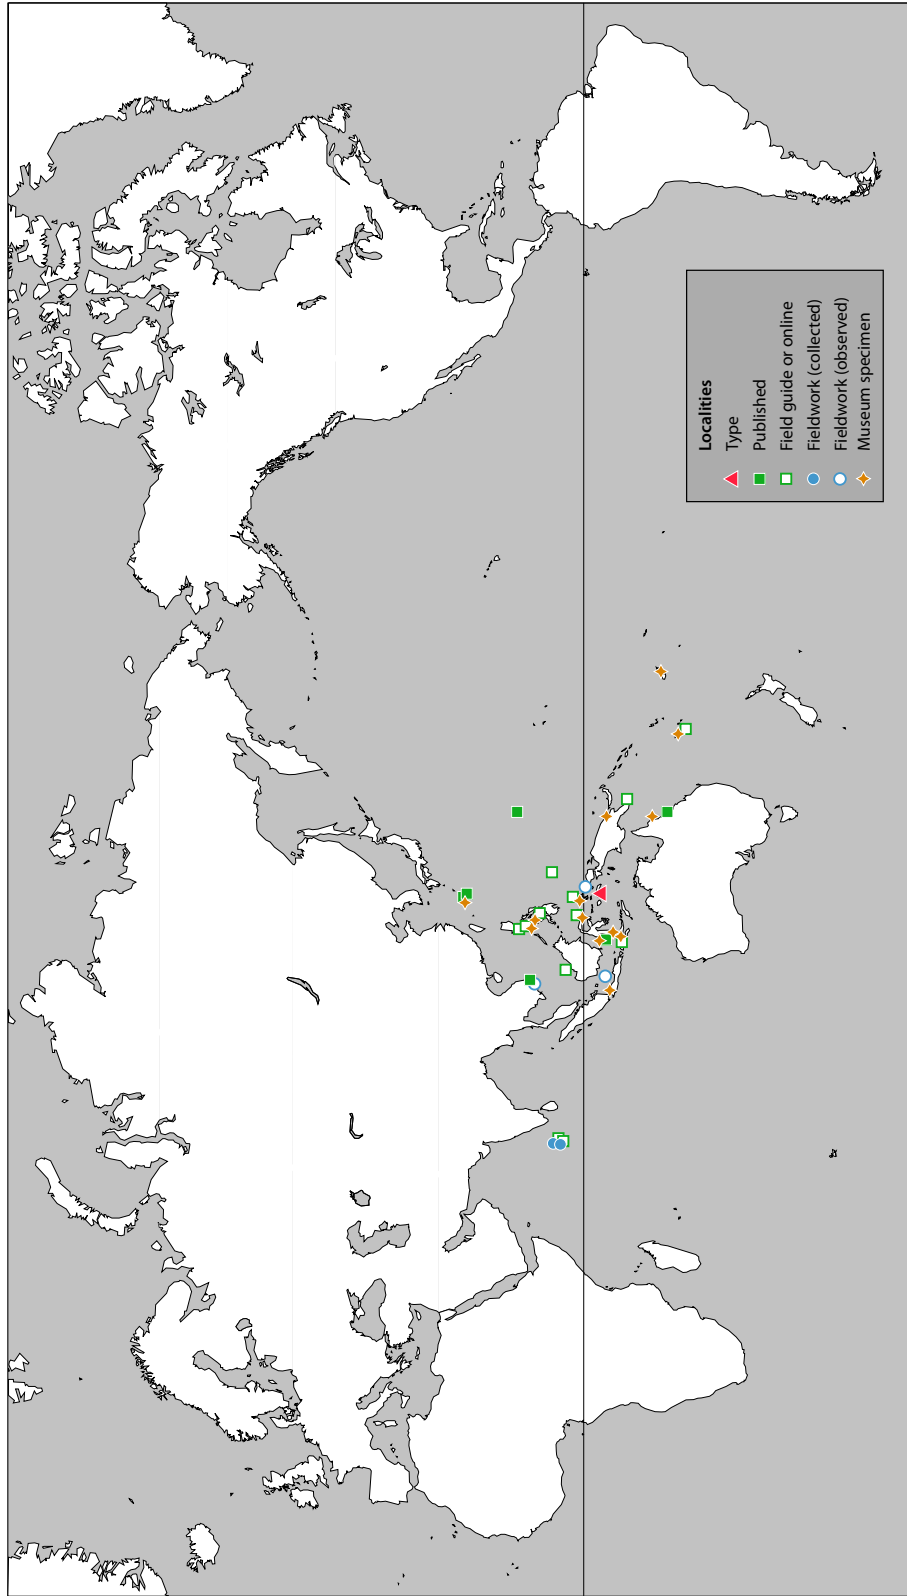 Localities
Type
Published
Field guide or online
Fieldwork (collected)
Fieldwork (observed)
Museum specimen